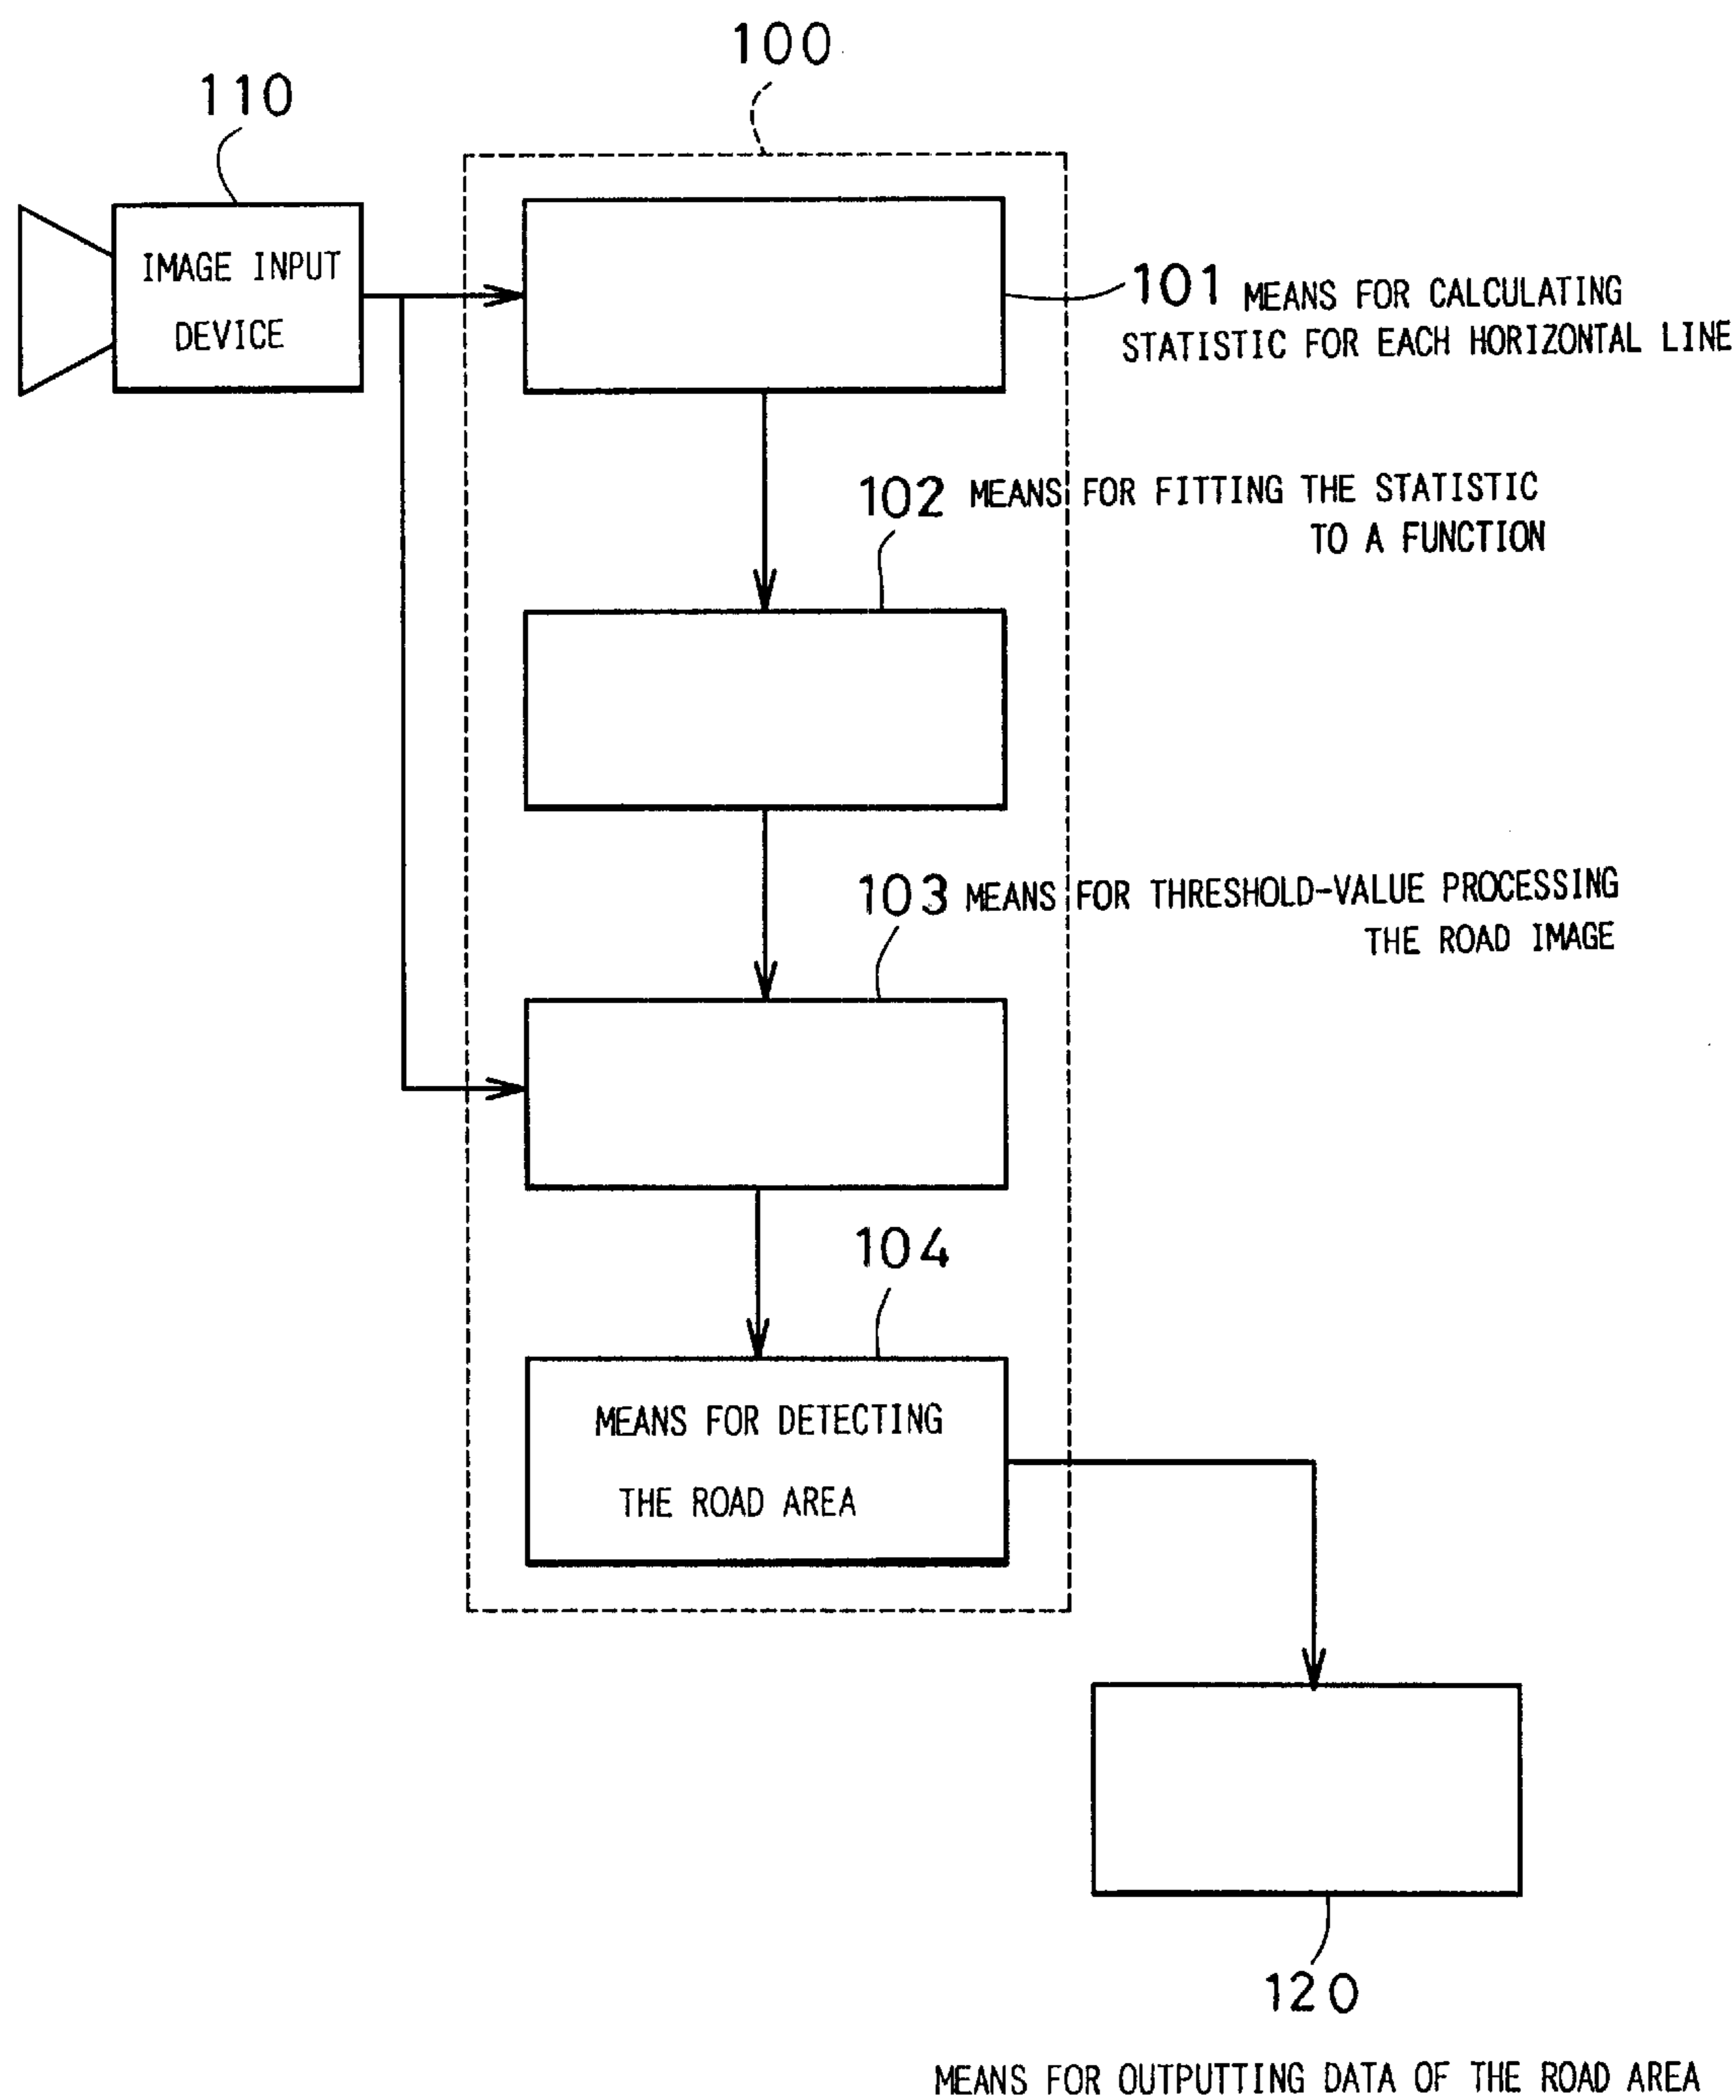 100
110
IMAGE INPUT
DEVICE
101 MEANS FOR CALCULATING
STATISTIC FOR EACH HORIZONTAL LINE
102 MEANS FOR FITTING THE STATISTIC
TO A FUNCTION
103 MEANS FOR THRESHOLD-VALUE PROCESSING
THE ROAD IMAGE
104
MEANS FOR DETECTING
THE ROAD AREA
120
MEANS FOR OUTPUTTING DATA OF THE ROAD AREA